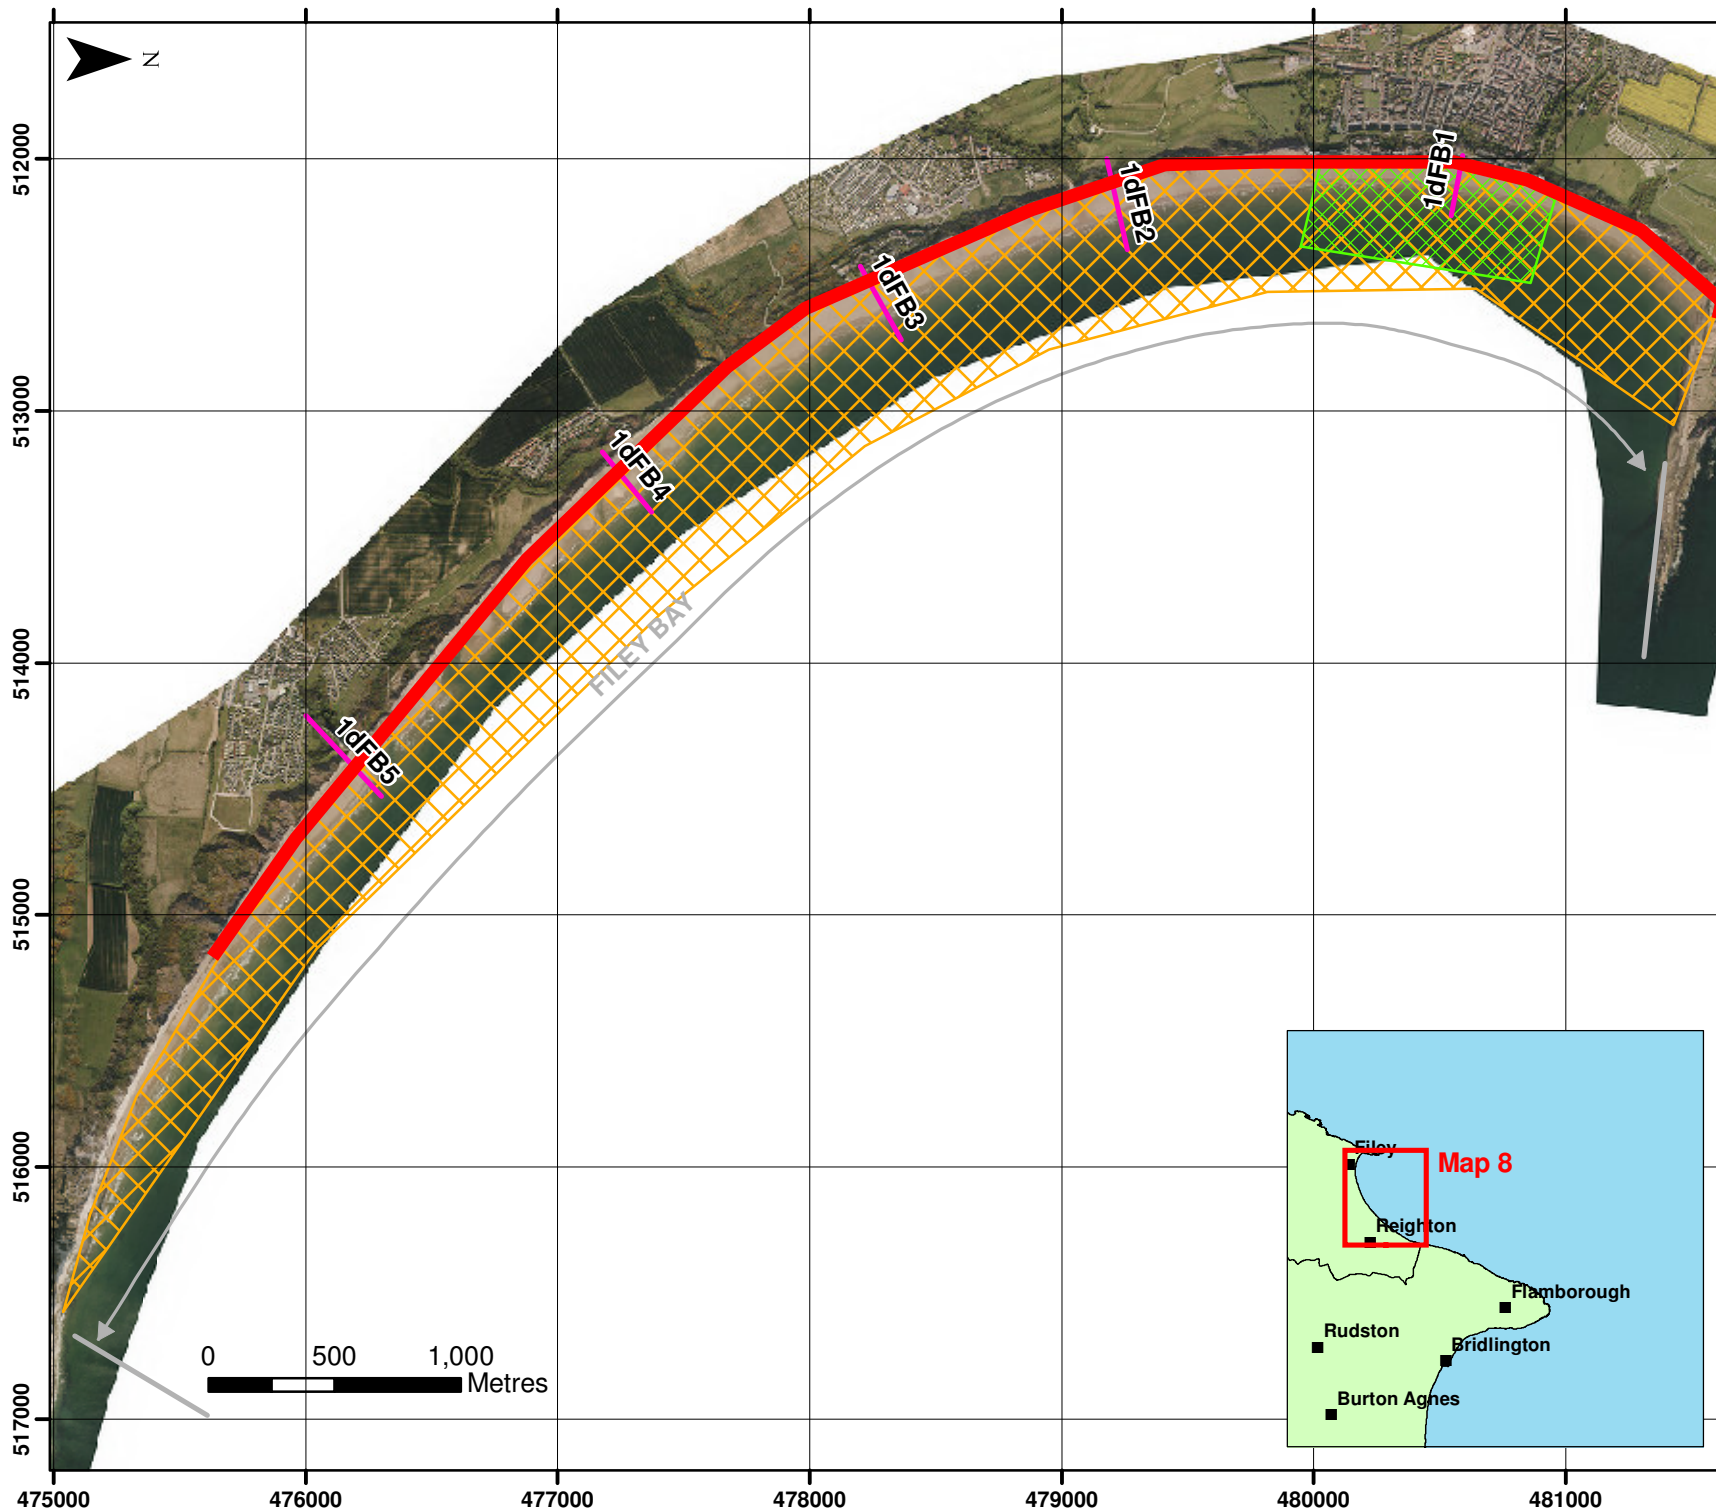 N
512000
513000
514000
515000
516000
517000
1dFB1
1dFB2
1dFB3
1dFB4
1dFB5
FILEY BAY
0 500 1,000
Metres
Filey
Map 8
Reighton
Flamborough
Rudston
Bridlington
Burton Agnes
475000 476000 477000 478000 479000 480000 481000